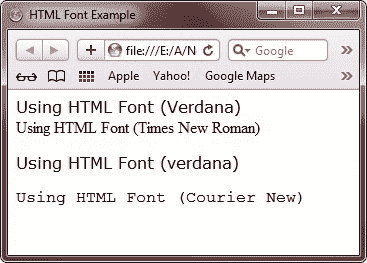 HTML Font Example
file:///E:/A/N
Google
Apple Yahoo! Google Maps
Using HTML Font (Verdana)
Using HTML Font (Times New Roman)
Using HTML Font (verdana)
Using HTML Font (Courier New)